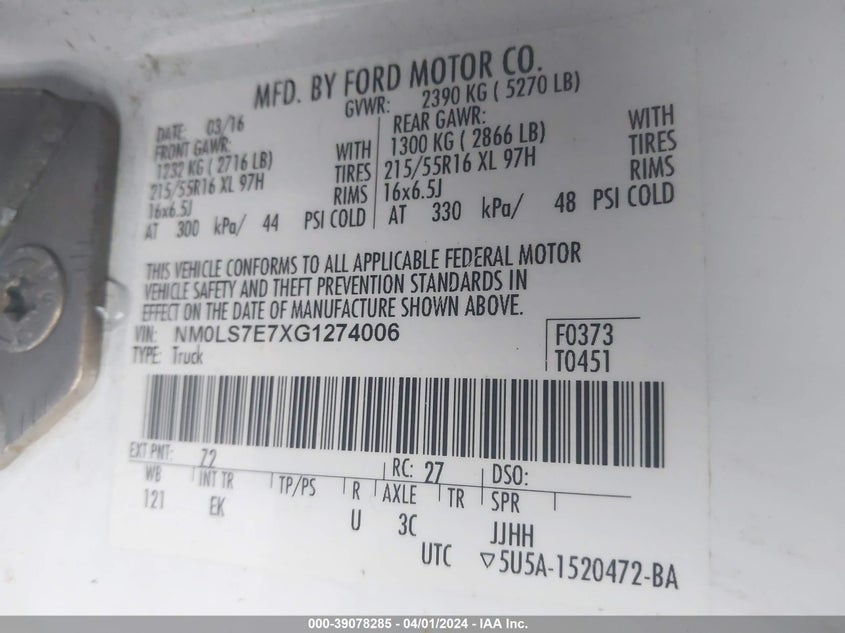 MFD. BY FORD MOTOR CO.
DATE: 03/16 GVWR: 2390 KG ( 5270 LB)
FRONT GAWR: REAR GAWR:
1232 KG ( 2716 LB) WITH 1300 KG ( 2866 LB) WITH
215/55R16 XL 97H TIRES 215/55R16 XL 97H TIRES
16x6.5J RIMS 16x6.5J RIMS
AT 300 kPa/ 44 PSI COLD AT 330 kPa/ 48 PSI COLD
THIS VEHICLE CONFORMS TO ALL APPLICABLE FEDERAL MOTOR
VEHICLE SAFETY AND THEFT PREVENTION STANDARDS IN
EFFECT ON THE DATE OF MANUFACTURE SHOWN ABOVE.
VIN: NM0LS7E7XG1274006 F0373
TYPE: Truck T0451
EXT PNT: Z2 RC: 27 DSO:
WB INT TR TP/PS R AXLE TR SPR
121 EK U 3C JJHH
UTC ▽5U5A-1520472-BA
000-39078285 - 04/01/2024 - IAA Inc.